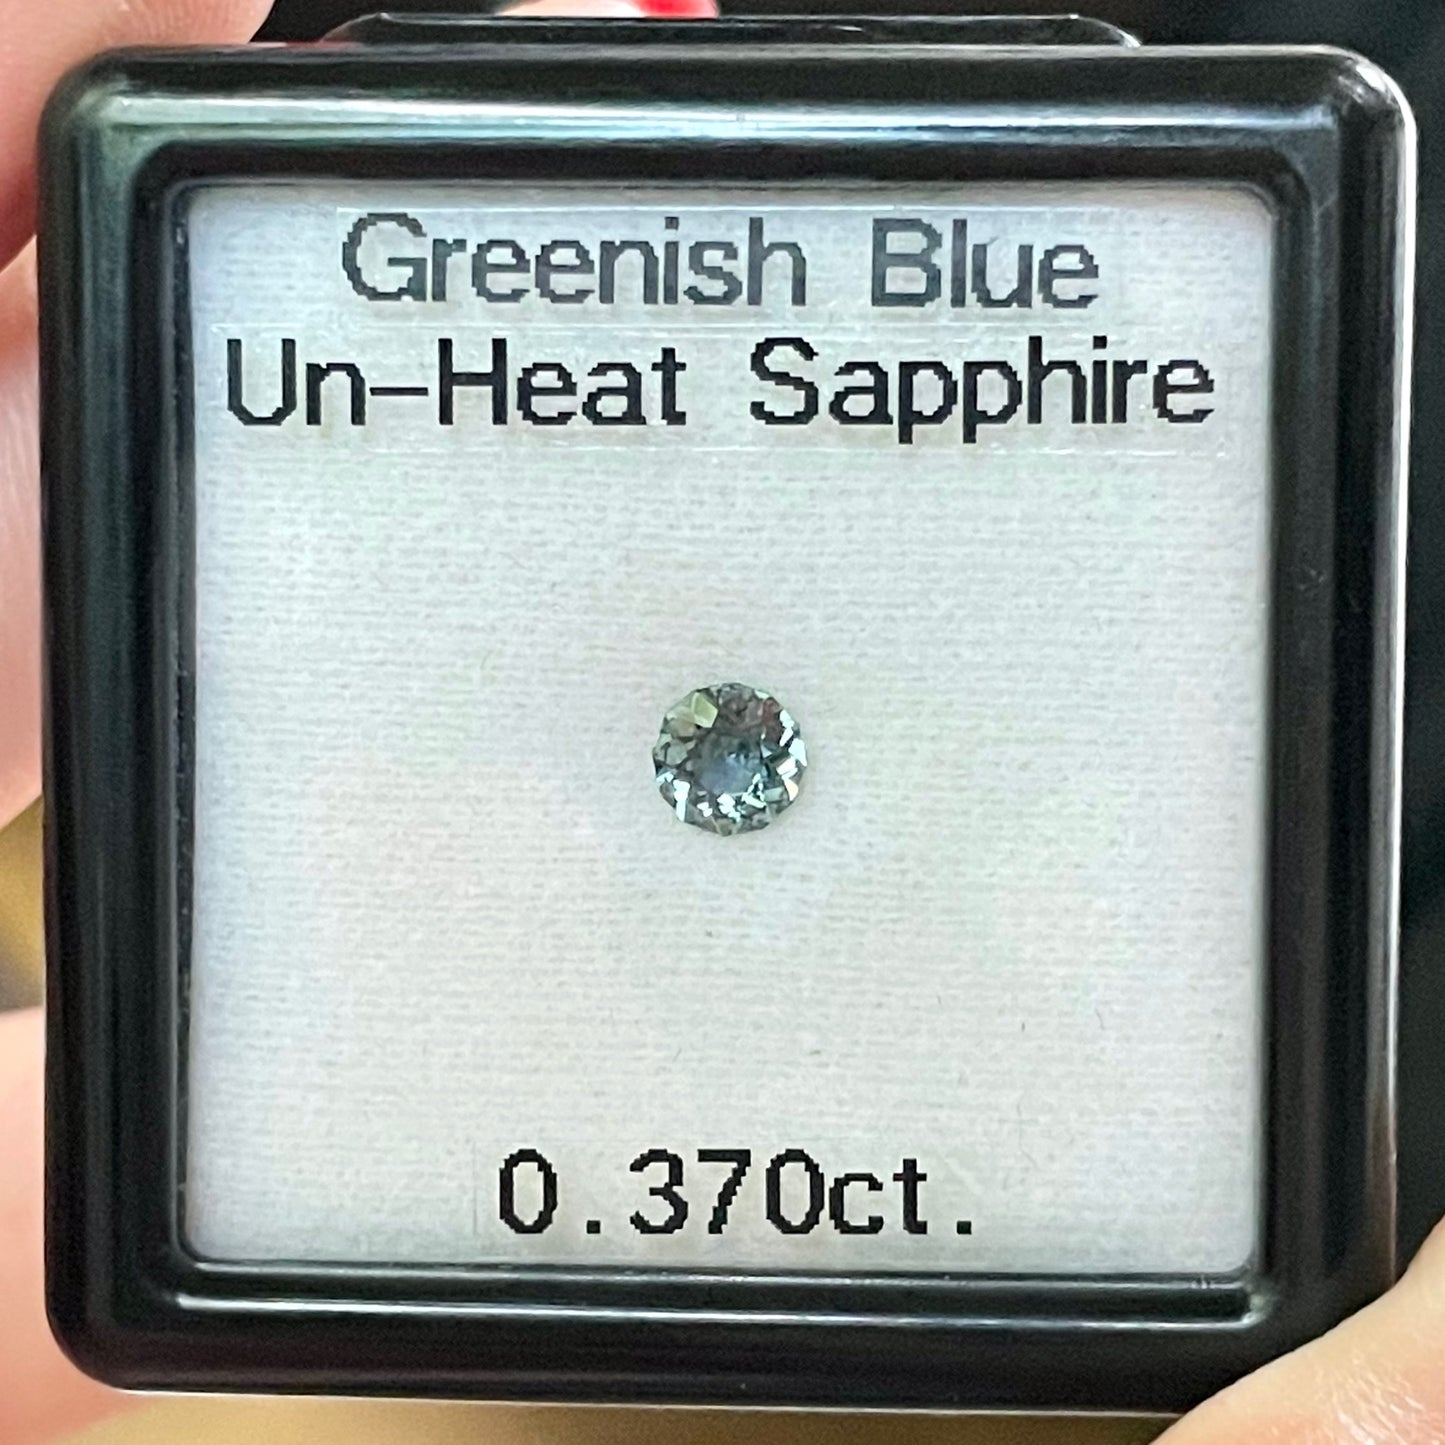 Greenish Blue
Un-Heat Sapphire
0.370ct.